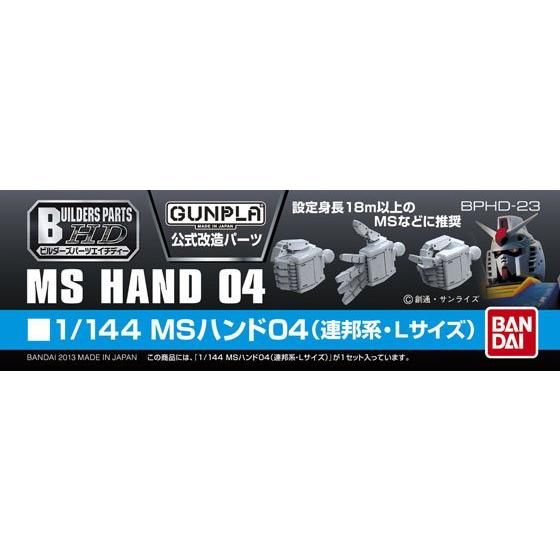 BUILDERS PARTS
HD
ビルダーズパーツエイチディー
GUNPLA
MADE IN JAPAN
公式改造パーツ
設定身長18m以上の
MSなどに推奨
BPHD-23
MS HAND 04
©創通・サンライズ
■1/144 MSハンド04(連邦系・Lサイズ)
BAN
DAI
BANDAI 2013 MADE IN JAPAN
この商品には、「1/144 MSハンド04(連邦系・Lサイズ)」が1セット入っています。